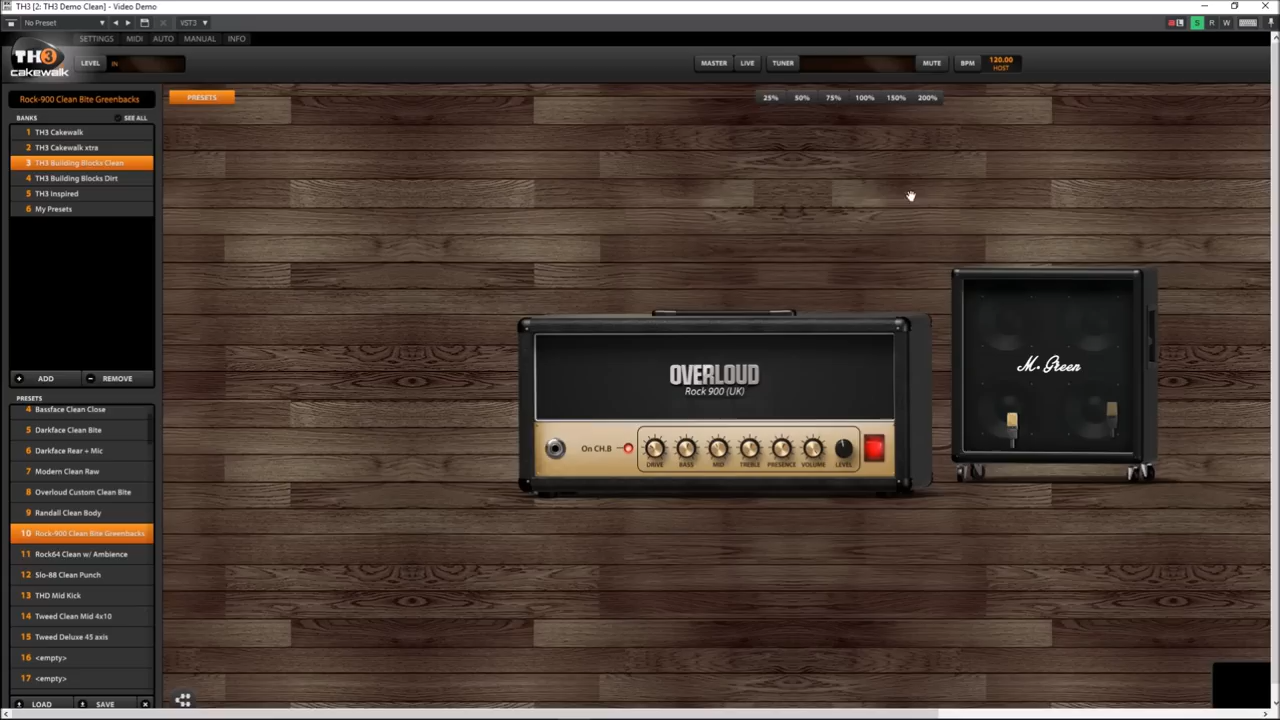 TH3 [2: TH3 Demo Clean] - Video Demo
No Preset
VST3
L S R W
SETTINGS MIDI AUTO MANUAL INFO
TH3
cakewalk
LEVEL IN
MASTER LIVE TUNER MUTE BPM 120.00
HOST
Rock-900 Clean Bite Greenbacks
PRESETS
25% 50% 75% 100% 150% 200%
BANKS SEE ALL
1 TH3 Cakewalk
2 TH3 Cakewalk xtra
3 TH3 Building Blocks Clean
4 TH3 Building Blocks Dirt
5 TH3 Inspired
6 My Presets
ADD REMOVE
PRESETS
4 Bassface Clean Close
5 Darkface Clean Bite
6 Darkface Rear + Mic
7 Modern Clean Raw
8 Overloud Custom Clean Bite
9 Randall Clean Body
10 Rock-900 Clean Bite Greenbacks
11 Rock64 Clean w/ Ambience
12 Slo-88 Clean Punch
13 THD Mid Kick
14 Tweed Clean Mid 4x10
15 Tweed Deluxe 45 axis
16 <empty>
17 <empty>
LOAD SAVE
OVERLOUD
Rock 900 (UK)
On CH.B
DRIVE BASS MID TREBLE PRESENCE VOLUME LEVEL
M. Green